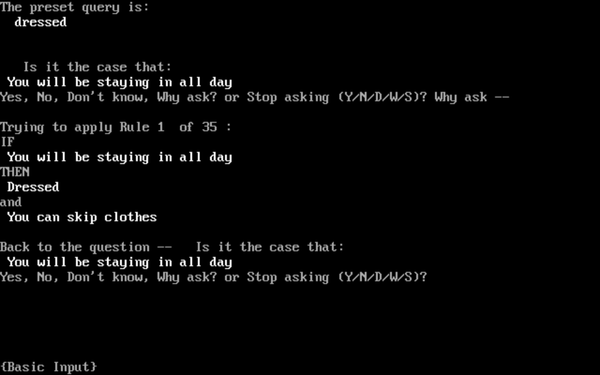 The preset query is:
dressed
Is it the case that:
You will be staying in all day
Yes, No, Don't know, Why ask? or Stop asking (Y/N/D/W/S)? Why ask --
Trying to apply Rule 1 of 35 :
IF
You will be staying in all day
THEN
Dressed
and
You can skip clothes
Back to the question -- Is it the case that:
You will be staying in all day
Yes, No, Don't know, Why ask? or Stop asking (Y/N/D/W/S)?
{Basic Input}